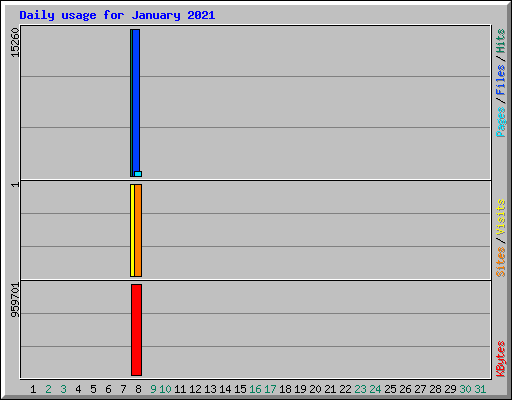 Daily usage for January 2021
15260
Pages / Files / Hits
1
Sites / Visits
959701
KBytes
1 2 3 4 5 6 7 8 9 10 11 12 13 14 15 16 17 18 19 20 21 22 23 24 25 26 27 28 29 30 31